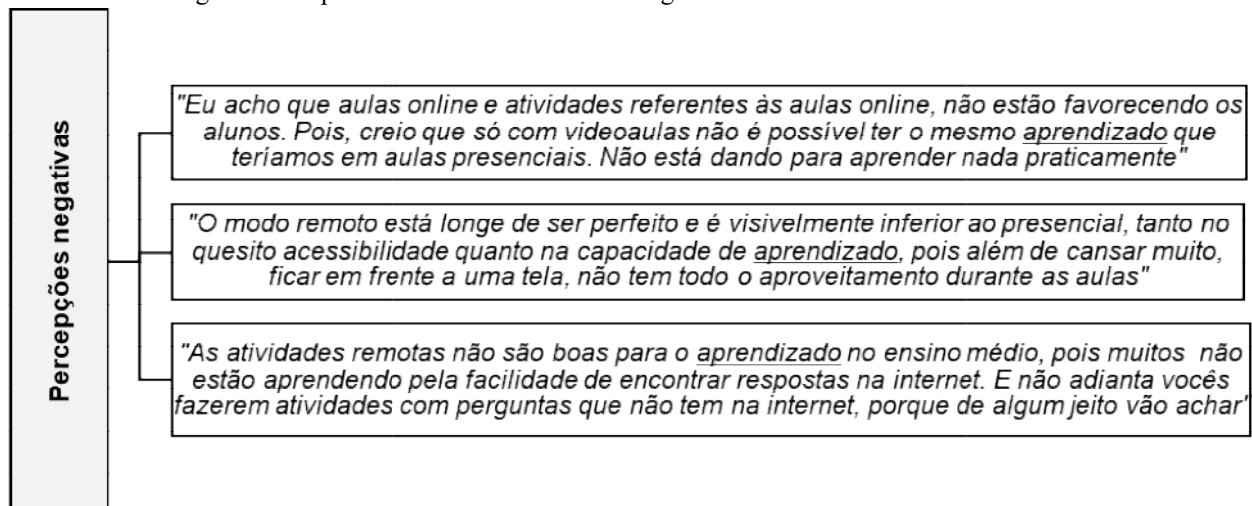 Percepções negativas
"Eu acho que aulas online e atividades referentes às aulas online, não estão favorecendo os
alunos. Pois, creio que só com videoaulas não é possível ter o mesmo aprendizado que
teríamos em aulas presenciais. Não está dando para aprender nada praticamente"
"O modo remoto está longe de ser perfeito e é visivelmente inferior ao presencial, tanto no
quesito acessibilidade quanto na capacidade de aprendizado, pois além de cansar muito,
ficar em frente a uma tela, não tem todo o aproveitamento durante as aulas"
"As atividades remotas não são boas para o aprendizado no ensino médio, pois muitos não
estão aprendendo pela facilidade de encontrar respostas na internet. E não adianta vocês
fazerem atividades com perguntas que não tem na internet, porque de algum jeito vão achar"